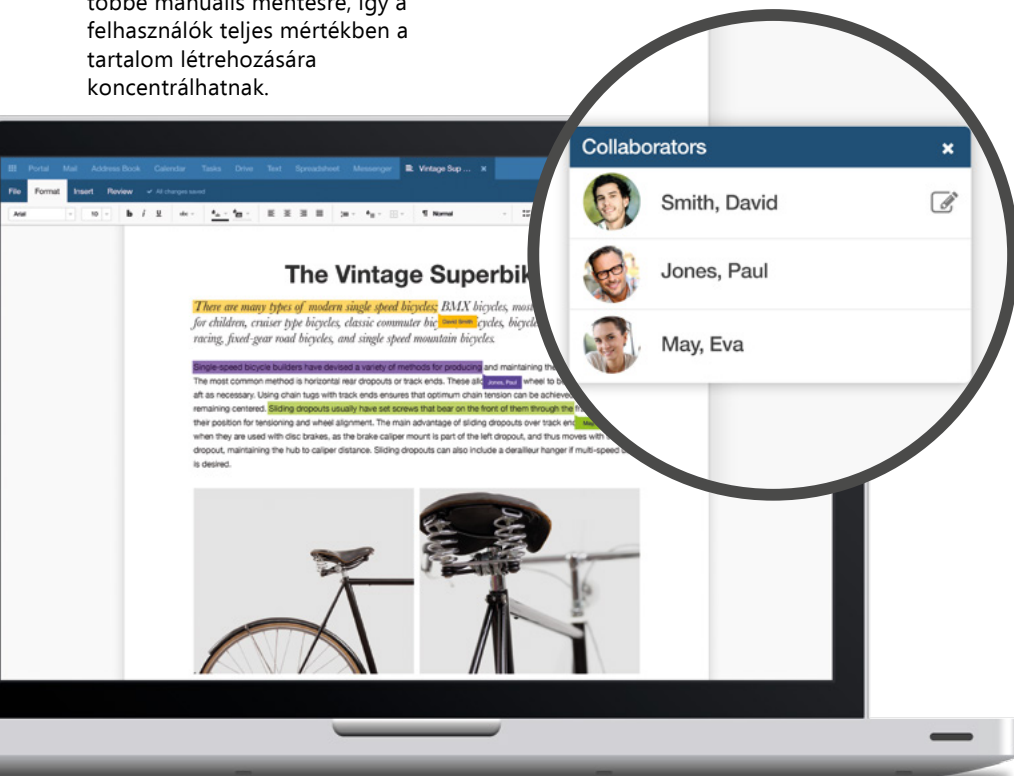 többé manuális mentésre, így a
felhasználók teljes mértékben a
tartalom létrehozására
koncentrálhatnak.
Portal Mail Address Book Calendar Tasks Drive Text Spreadsheet Messenger Vintage Sup ... ×
File Format Insert Review ✓ All changes saved
Arial 10 b i u abc ¶ Normal
Collaborators ×
Smith, David
Jones, Paul
May, Eva
The Vintage Superbik
There are many types of modern single speed bicycles; BMX bicycles, most
for children, cruiser type bicycles, classic commuter bic David Smith cycles, bicycle
racing, fixed-gear road bicycles, and single speed mountain bicycles.
Single-speed bicycle builders have devised a variety of methods for producing and maintaining the
The most common method is horizontal rear dropouts or track ends. These allo Jones, Paul wheel to b
aft as necessary. Using chain tugs with track ends ensures that optimum chain tension can be achieved
remaining centered. Sliding dropouts usually have set screws that bear on the front of them through the
their position for tensioning and wheel alignment. The main advantage of sliding dropouts over track end
when they are used with disc brakes, as the brake caliper mount is part of the left dropout, and thus moves with
dropout, maintaining the hub to caliper distance. Sliding dropouts can also include a derailleur hanger if multi-speed
is desired.